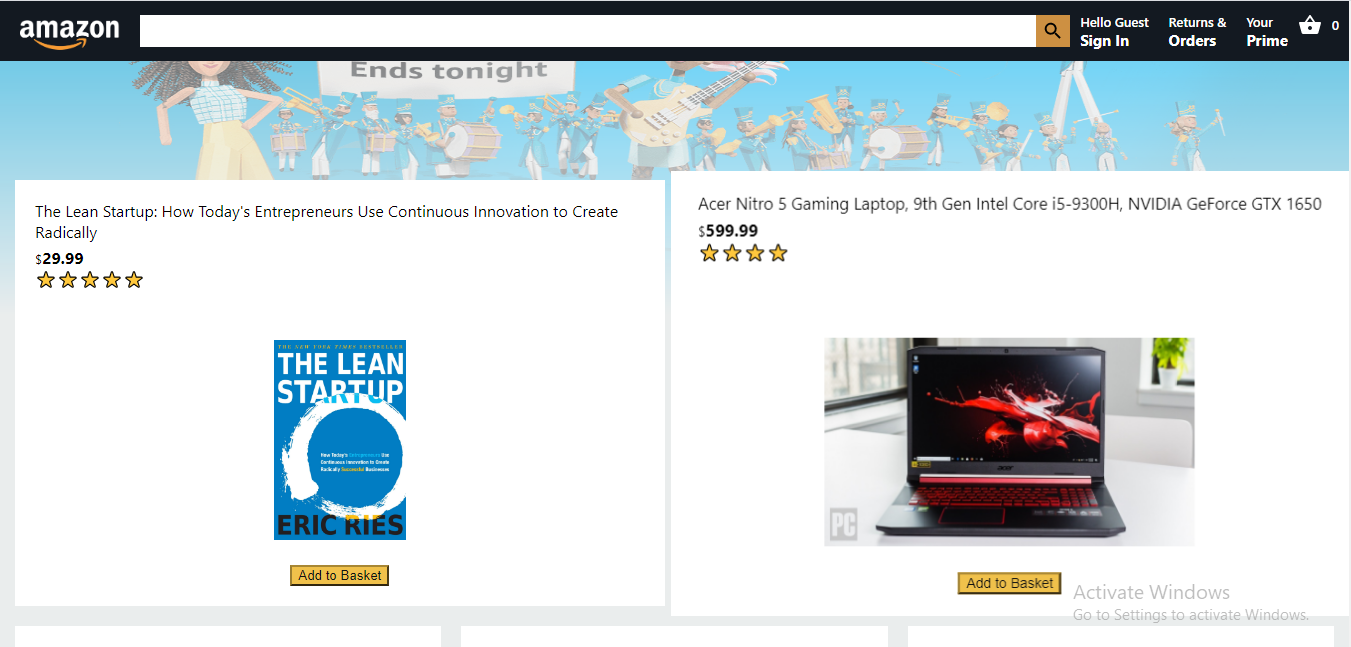 amazon
Hello Guest
Sign In
Returns &
Orders
Your
Prime
0
Ends tonight
The Lean Startup: How Today's Entrepreneurs Use Continuous Innovation to Create
Radically
$29.99
THE NEW YORK TIMES BESTSELLER
THE LEAN
STARTUP
How Today's Entrepreneurs Use
Continuous Innovation to Create
Radically Successful Businesses
ERIC RIES
Add to Basket
Acer Nitro 5 Gaming Laptop, 9th Gen Intel Core i5-9300H, NVIDIA GeForce GTX 1650
$599.99
acer
PC
Add to Basket
Activate Windows
Go to Settings to activate Windows.